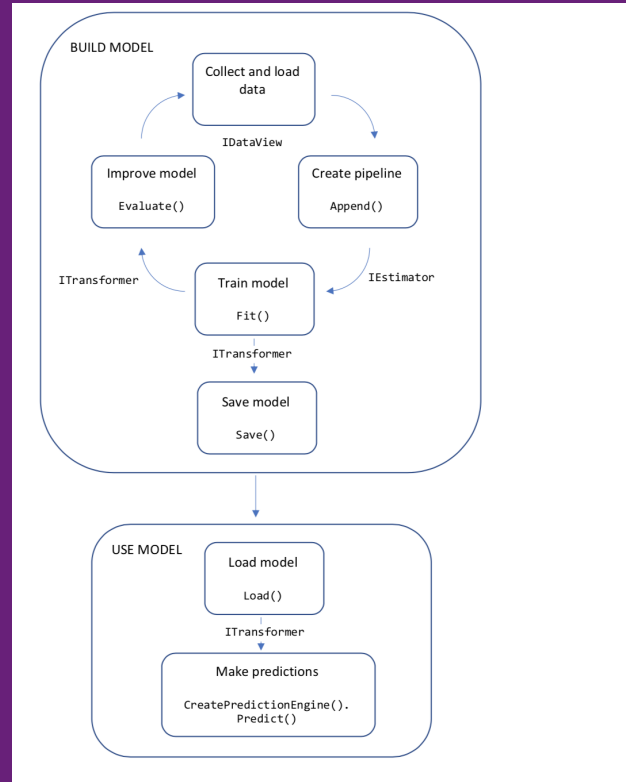 BUILD MODEL
Collect and load
data
IDataView
Improve model
Evaluate()
Create pipeline
Append()
ITransformer
IEstimator
Train model
Fit()
ITransformer
Save model
Save()
USE MODEL
Load model
Load()
ITransformer
Make predictions
CreatePredictionEngine().
Predict()